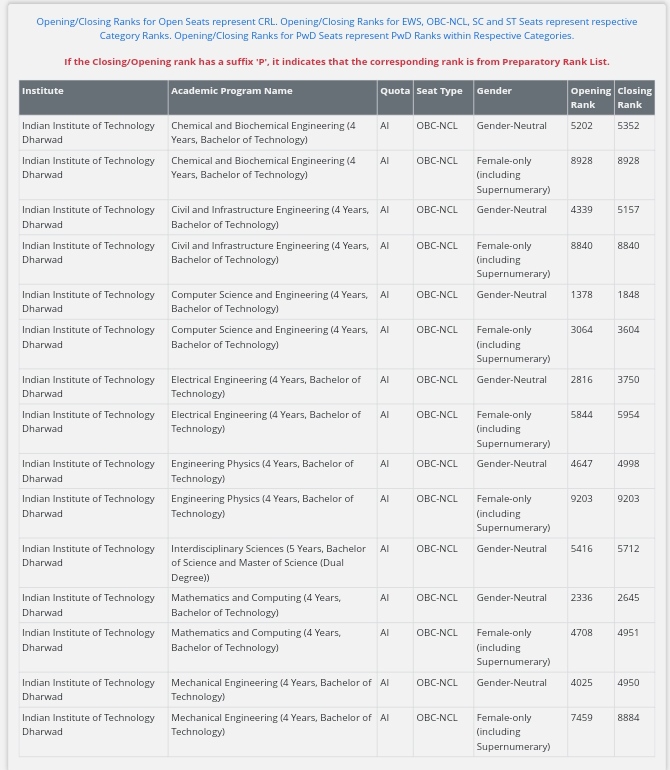 Opening/Closing Ranks for Open Seats represent CRL. Opening/Closing Ranks for EWS, OBC-NCL, SC and ST Seats represent respective
Category Ranks. Opening/Closing Ranks for PwD Seats represent PwD Ranks within Respective Categories.
If the Closing/Opening rank has a suffix 'P', it indicates that the corresponding rank is from Preparatory Rank List.
Institute Academic Program Name Quota Seat Type Gender Opening Closing
Rank Rank
Indian Institute of Technology Chemical and Biochemical Engineering (4 AI OBC-NCL Gender-Neutral 5202 5352
Dharwad Years, Bachelor of Technology)
Indian Institute of Technology Chemical and Biochemical Engineering (4 AI OBC-NCL Female-only 8928 8928
Dharwad Years, Bachelor of Technology) (including
Supernumerary)
Indian Institute of Technology Civil and Infrastructure Engineering (4 Years, AI OBC-NCL Gender-Neutral 4339 5157
Dharwad Bachelor of Technology)
Indian Institute of Technology Civil and Infrastructure Engineering (4 Years, AI OBC-NCL Female-only 8840 8840
Dharwad Bachelor of Technology) (including
Supernumerary)
Indian Institute of Technology Computer Science and Engineering (4 Years, AI OBC-NCL Gender-Neutral 1378 1848
Dharwad Bachelor of Technology)
Indian Institute of Technology Computer Science and Engineering (4 Years, AI OBC-NCL Female-only 3064 3604
Dharwad Bachelor of Technology) (including
Supernumerary)
Indian Institute of Technology Electrical Engineering (4 Years, Bachelor of AI OBC-NCL Gender-Neutral 2816 3750
Dharwad Technology)
Indian Institute of Technology Electrical Engineering (4 Years, Bachelor of AI OBC-NCL Female-only 5844 5954
Dharwad Technology) (including
Supernumerary)
Indian Institute of Technology Engineering Physics (4 Years, Bachelor of AI OBC-NCL Gender-Neutral 4647 4998
Dharwad Technology)
Indian Institute of Technology Engineering Physics (4 Years, Bachelor of AI OBC-NCL Female-only 9203 9203
Dharwad Technology) (including
Supernumerary)
Indian Institute of Technology Interdisciplinary Sciences (5 Years, Bachelor AI OBC-NCL Gender-Neutral 5416 5712
Dharwad of Science and Master of Science (Dual
Degree))
Indian Institute of Technology Mathematics and Computing (4 Years, AI OBC-NCL Gender-Neutral 2336 2645
Dharwad Bachelor of Technology)
Indian Institute of Technology Mathematics and Computing (4 Years, AI OBC-NCL Female-only 4708 4951
Dharwad Bachelor of Technology) (including
Supernumerary)
Indian Institute of Technology Mechanical Engineering (4 Years, Bachelor of AI OBC-NCL Gender-Neutral 4025 4950
Dharwad Technology)
Indian Institute of Technology Mechanical Engineering (4 Years, Bachelor of AI OBC-NCL Female-only 7459 8884
Dharwad Technology) (including
Supernumerary)